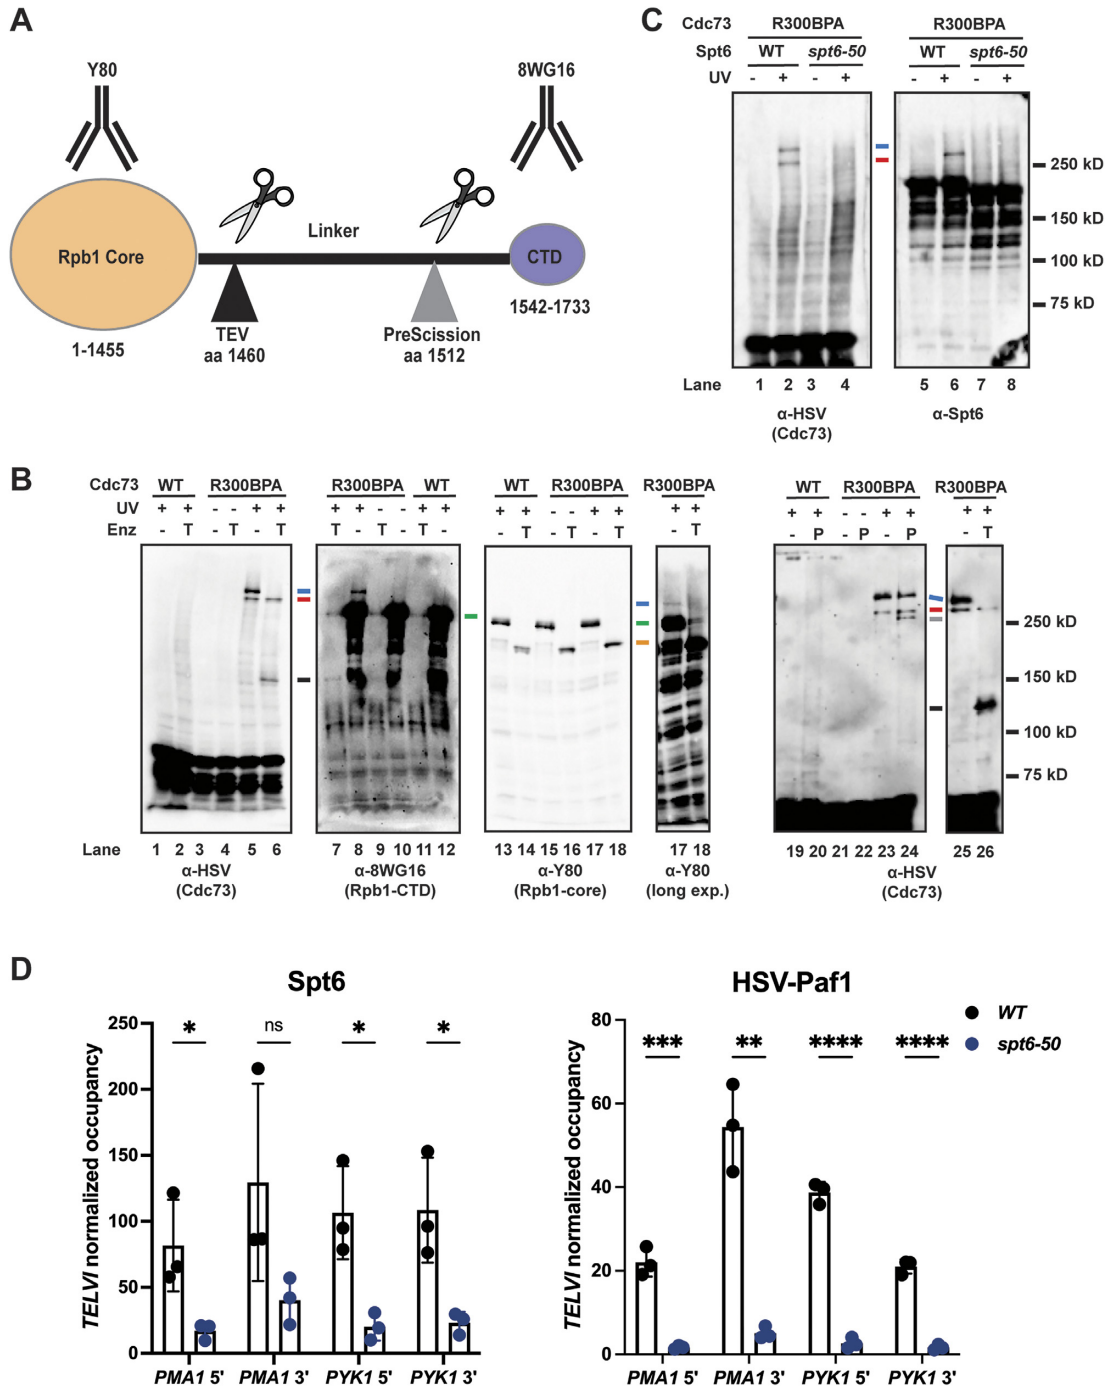 A
Y80
8WG16
Rpb1 Core
Linker
CTD
1-1455
TEV
aa 1460
PreScission
aa 1512
1542-1733
C
Cdc73 R300BPA R300BPA
Spt6 WT spt6-50 WT spt6-50
UV - + - + - + - +
250 kD
150 kD
100 kD
75 kD
Lane 1 2 3 4 5 6 7 8
α-HSV
(Cdc73)
α-Spt6
B
Cdc73 WT R300BPA R300BPA WT WT R300BPA R300BPA WT R300BPA R300BPA
UV + + - - + + + + - - + + + + - - + + + + + + - - + + + +
Enz - T - T - T T - T - T - - T - T - T - T - P - P - P - T
250 kD
150 kD
100 kD
75 kD
Lane 1 2 3 4 5 6 7 8 9 10 11 12 13 14 15 16 17 18 17 18 19 20 21 22 23 24 25 26
α-HSV
(Cdc73)
α-8WG16
(Rpb1-CTD)
α-Y80
(Rpb1-core)
α-Y80
(long exp.)
α-HSV
(Cdc73)
D
Spt6
TELVI normalized occupancy
250
200
150
100
50
0
* ns * *
PMA1 5' PMA1 3' PYK1 5' PYK1 3'
HSV-Paf1
TELVI normalized occupancy
80
60
40
20
0
*** ** **** ****
PMA1 5' PMA1 3' PYK1 5' PYK1 3'
WT
spt6-50